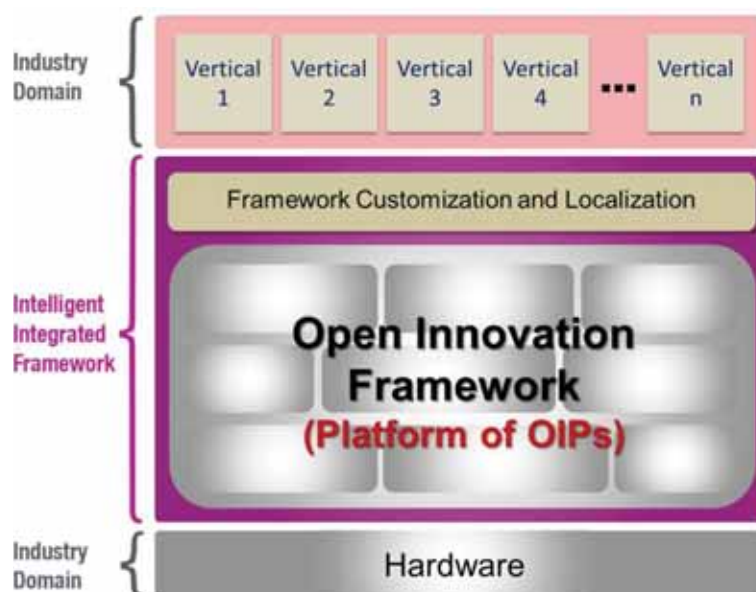 Industry
Domain
Vertical
1
Vertical
2
Vertical
3
Vertical
4
...
Vertical
n
Intelligent
Integrated
Framework
Framework Customization and Localization
Open Innovation
Framework
(Platform of OIPs)
Industry
Domain
Hardware